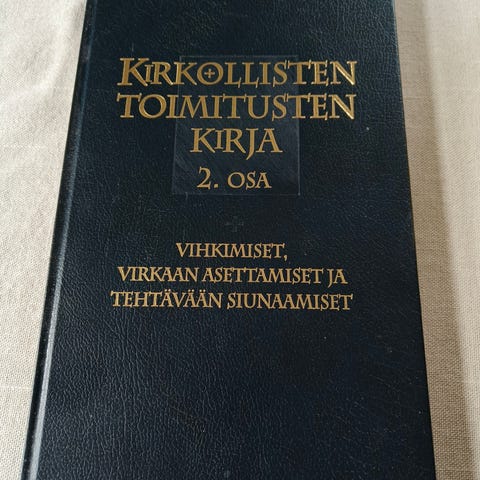 KIRKOLLISTEN
TOIMITUSTEN
KIRJA
2. OSA
VIHKIMISET,
VIRKAAN ASETTAMISET JA
TEHTÄVÄÄN SIUNAAMISET